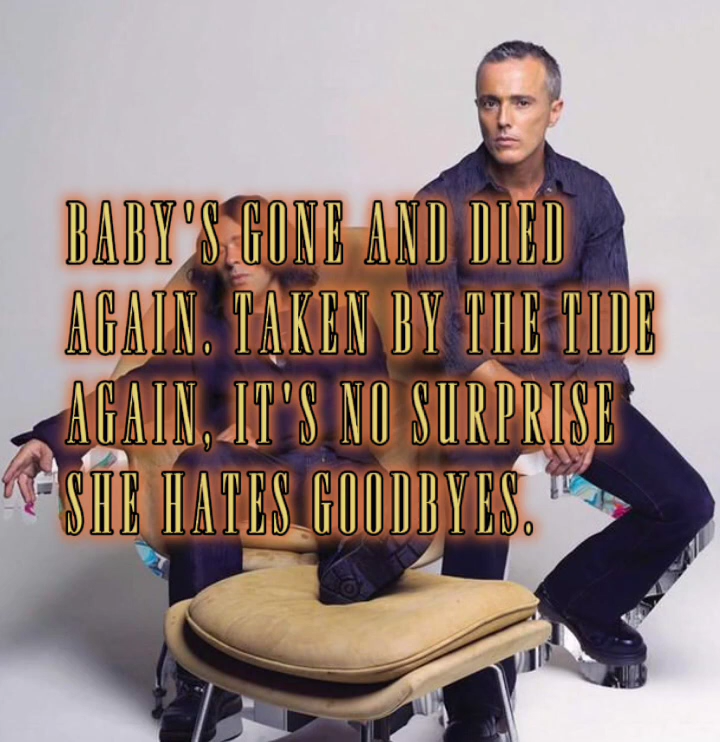 BABY'S GONE AND DIED
AGAIN. TAKEN BY THE TIDE
AGAIN, IT'S NO SURPRISE
SHE HATES GOODBYES.